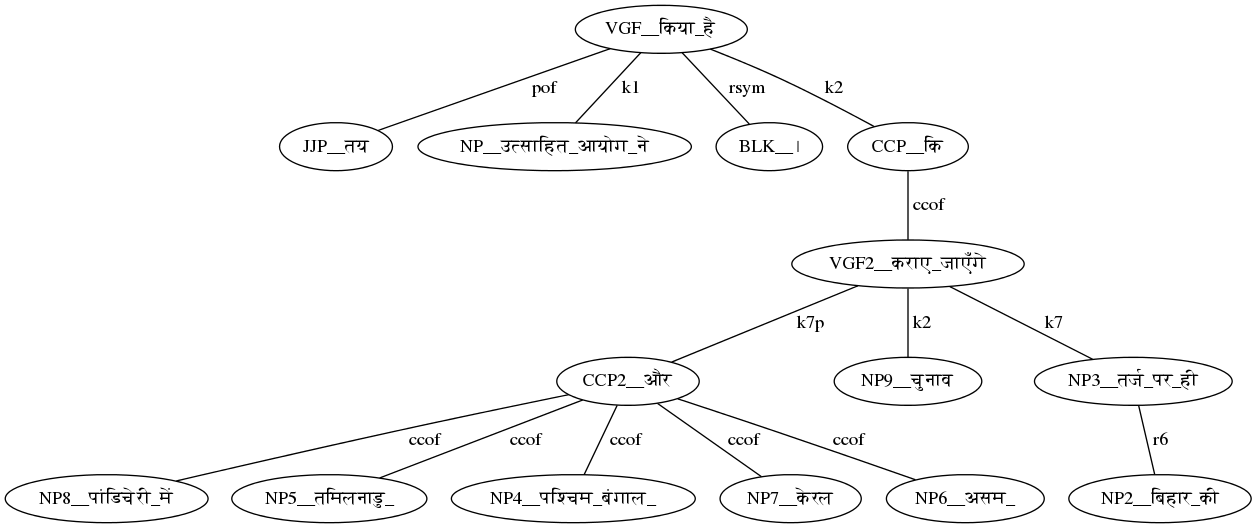 VGF__किया_है
pof k1 rsym k2
JJP__तय NP__उत्साहित_आयोग_ने BLK__। CCP__कि
ccof
VGF2__कराए_जाएँगे
k7p k2 k7
CCP2__और NP9__चुनाव NP3__तर्ज_पर_ही
ccof ccof ccof ccof ccof r6
NP8__पांडिचेरी_में NP5__तमिलनाडु_ NP4__पश्चिम_बंगाल_ NP7__केरल NP6__असम_ NP2__बिहार_की